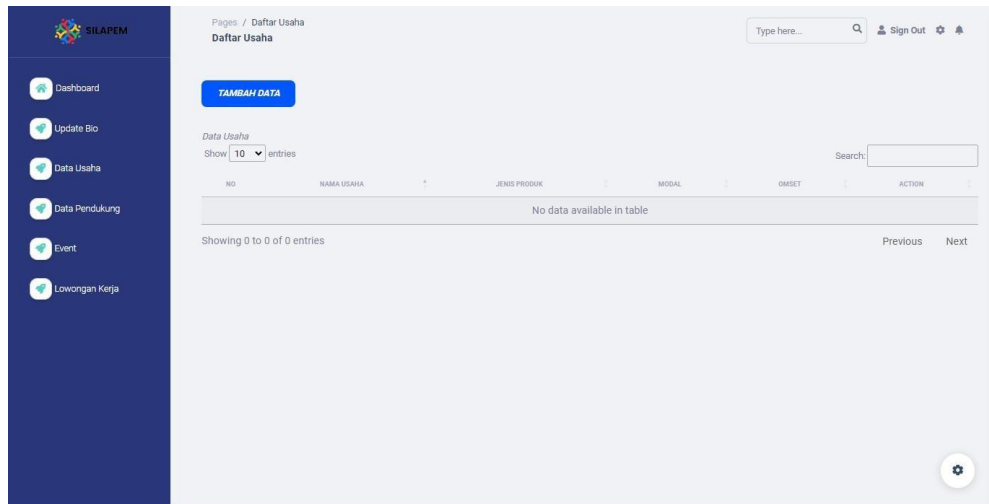 SILAPEM
Dashboard
Update Bio
Data Usaha
Data Pendukung
Event
Lowongan Kerja
Pages / Daftar Usaha
Daftar Usaha
Type here...
Sign Out
TAMBAH DATA
Data Usaha
Show 10 entries
Search:
NO NAMA USAHA JENIS PRODUK MODAL OMSET ACTION
No data available in table
Showing 0 to 0 of 0 entries
Previous Next